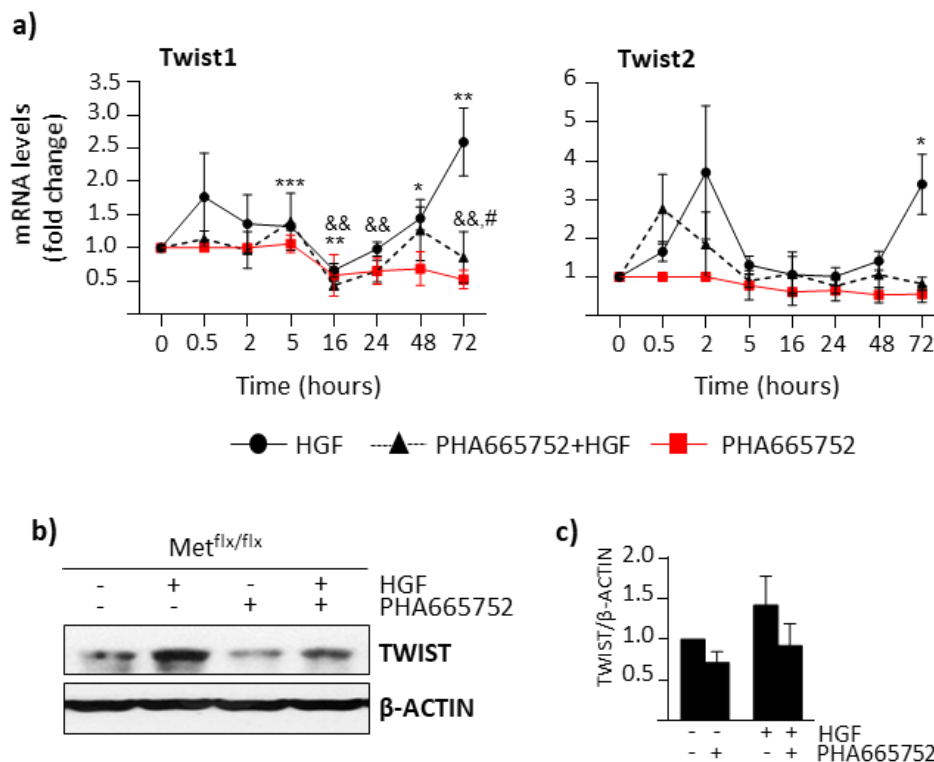 a)
Twist1
mRNA levels
(fold change)
3.5
3.0
2.5
2.0
1.5
1.0
0.5
***
&&
**
&&
*
**
&&,#
0 0.5 2 5 16 24 48 72
Time (hours)
Twist2
6
5
4
3
2
1
*
0 0.5 2 5 16 24 48 72
Time (hours)
HGF PHA665752+HGF PHA665752
b)
Met^flx/flx
- + - + HGF
- - + + PHA665752
TWIST
β-ACTIN
c)
TWIST/β-ACTIN
2.0
1.5
1.0
0.5
- - + + HGF
- + - + PHA665752